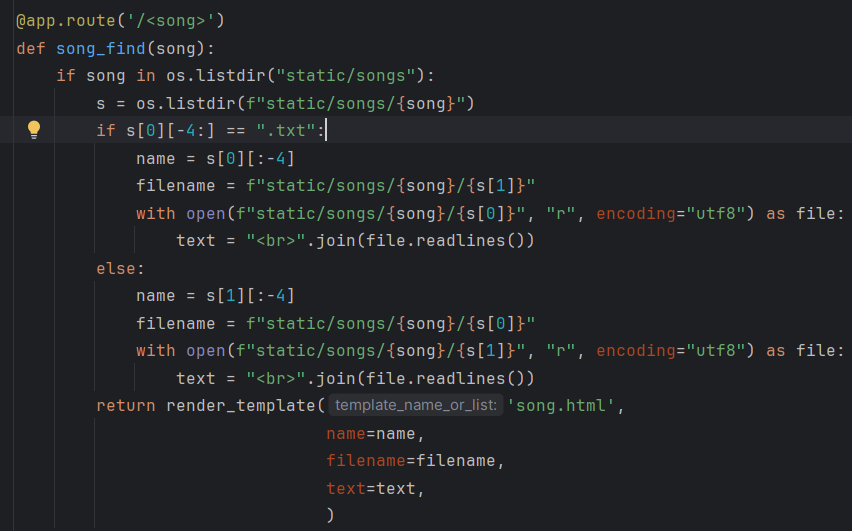 @app.route('/<song>')
def song_find(song):
    if song in os.listdir("static/songs"):
        s = os.listdir(f"static/songs/{song}")
        if s[0][-4:] == ".txt":
            name = s[0][:-4]
            filename = f"static/songs/{song}/{s[1]}"
            with open(f"static/songs/{song}/{s[0]}", "r", encoding="utf8") as file:
                text = "<br>".join(file.readlines())
        else:
            name = s[1][:-4]
            filename = f"static/songs/{song}/{s[0]}"
            with open(f"static/songs/{song}/{s[1]}", "r", encoding="utf8") as file:
                text = "<br>".join(file.readlines())
        return render_template( template_name_or_list: 'song.html',
                               name=name,
                               filename=filename,
                               text=text,
                               )